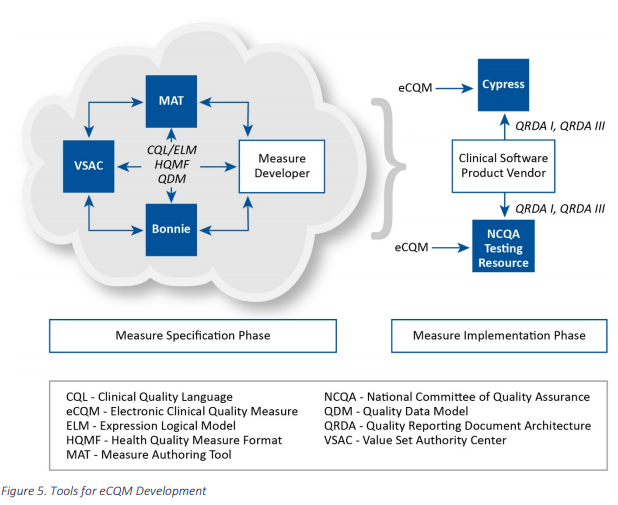 MAT
eCQM
Cypress
QRDA I, QRDA III
CQL/ELM
HQMF
QDM
VSAC
Measure
Developer
Clinical Software
Product Vendor
QRDA I, QRDA III
Bonnie
eCQM
NCQA
Testing
Resource
Measure Specification Phase
Measure Implementation Phase
CQL - Clinical Quality Language
eCQM - Electronic Clinical Quality Measure
ELM - Expression Logical Model
HQMF - Health Quality Measure Format
MAT - Measure Authoring Tool
NCQA - National Committee of Quality Assurance
QDM - Quality Data Model
QRDA - Quality Reporting Document Architecture
VSAC - Value Set Authority Center
Figure 5. Tools for eCQM Development